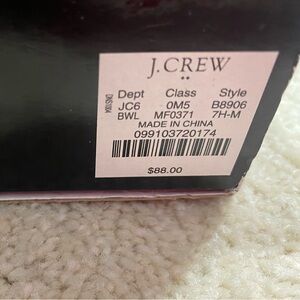 J.CREW
Dept Class Style
JC6 0M5 B8906
BWL MF0371 7H-M
MADE IN CHINA
099103720174
$88.00